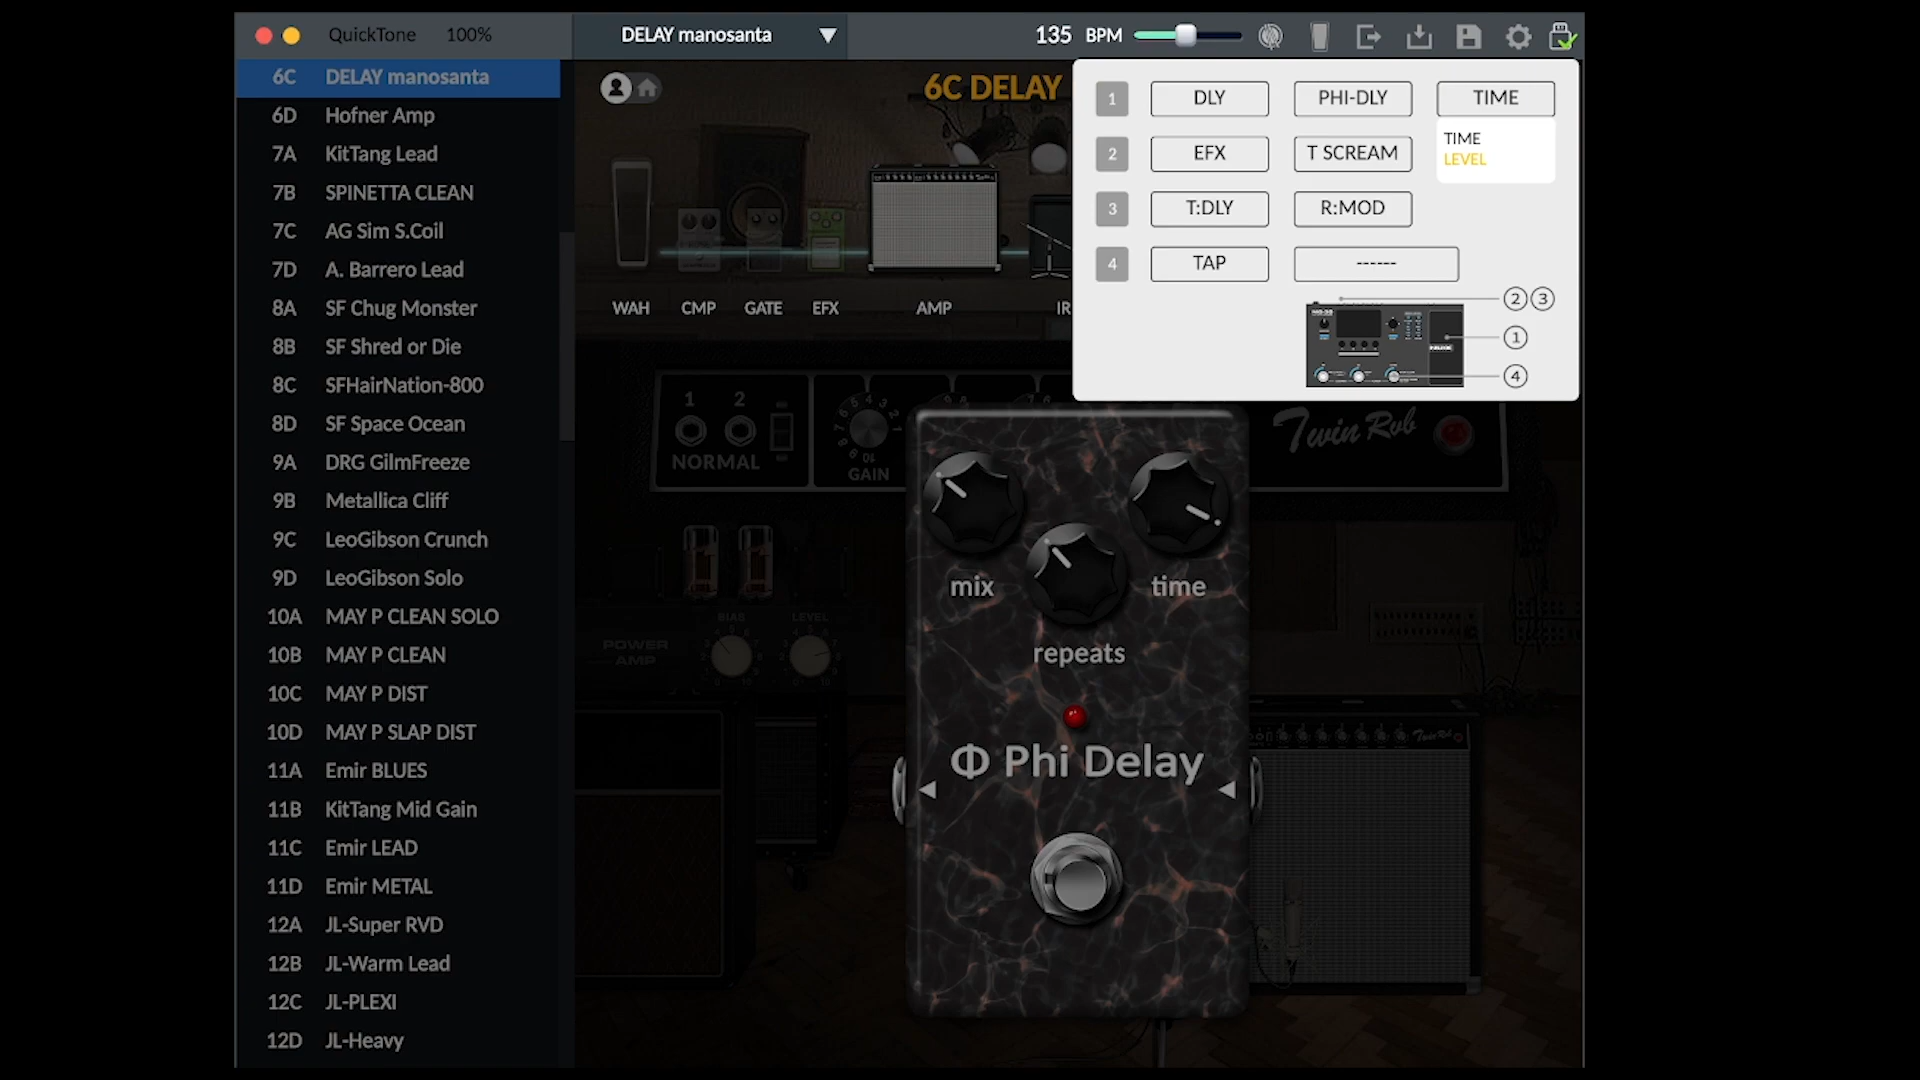 QuickTone 100% DELAY manosanta 135 BPM
6C DELAY manosanta
6D Hofner Amp
7A KitTang Lead
7B SPINETTA CLEAN
7C AG Sim S.Coil
7D A. Barrero Lead
8A SF Chug Monster
8B SF Shred or Die
8C SFHairNation-800
8D SF Space Ocean
9A DRG GilmFreeze
9B Metallica Cliff
9C LeoGibson Crunch
9D LeoGibson Solo
10A MAY P CLEAN SOLO
10B MAY P CLEAN
10C MAY P DIST
10D MAY P SLAP DIST
11A Emir BLUES
11B KitTang Mid Gain
11C Emir LEAD
11D Emir METAL
12A JL-Super RVD
12B JL-Warm Lead
12C JL-PLEXI
12D JL-Heavy
6C DELAY
WAH CMP GATE EFX AMP IR
1 DLY PHI-DLY TIME
TIME
LEVEL
2 EFX T SCREAM
3 T:DLY R:MOD
4 TAP ------
2 3
1
4
1 2
NORMAL
GAIN
Twin Rvb
mix time
repeats
BIAS LEVEL
POWER
AMP
Φ Phi Delay